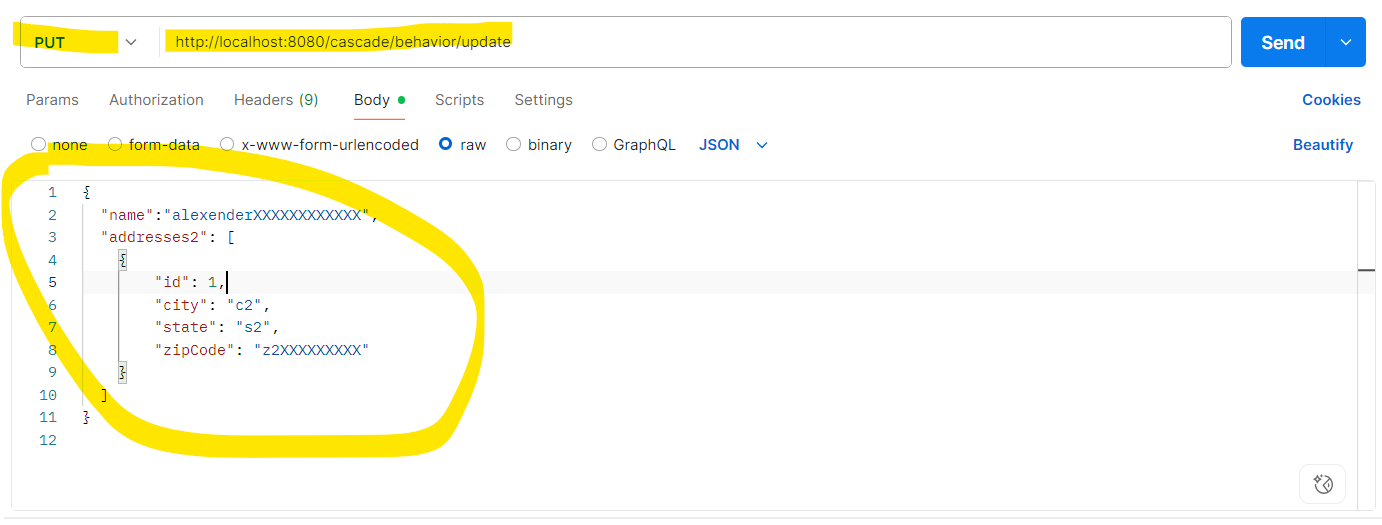 PUT http://localhost:8080/cascade/behavior/update Send
Params Authorization Headers (9) Body Scripts Settings Cookies
none form-data x-www-form-urlencoded raw binary GraphQL JSON Beautify
1 {
2 "name":"alexenderXXXXXXXXXXXX",
3 "addresses2": [
4 {
5 "id": 1,
6 "city": "c2",
7 "state": "s2",
8 "zipCode": "z2XXXXXXXXX"
9 }
10 ]
11 }
12